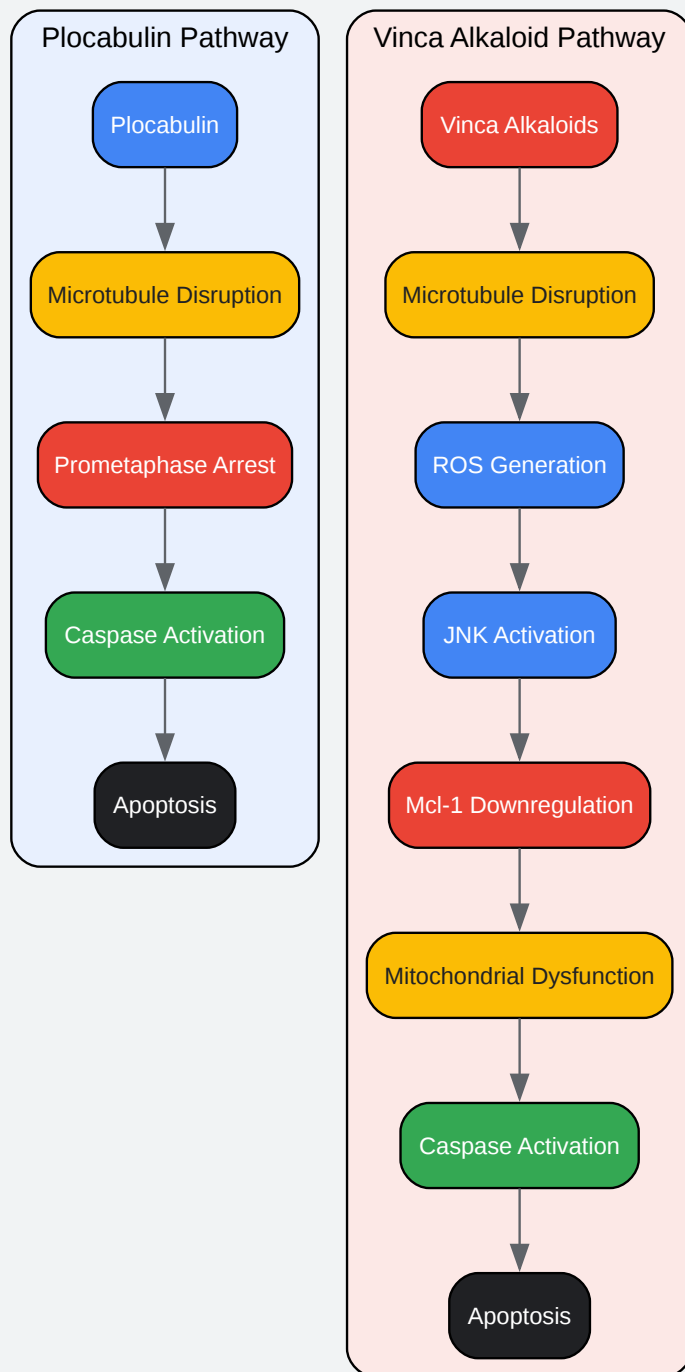 Plocabulin Pathway
Plocabulin
Microtubule Disruption
Prometaphase Arrest
Caspase Activation
Apoptosis
Vinca Alkaloid Pathway
Vinca Alkaloids
Microtubule Disruption
ROS Generation
JNK Activation
Mcl-1 Downregulation
Mitochondrial Dysfunction
Caspase Activation
Apoptosis